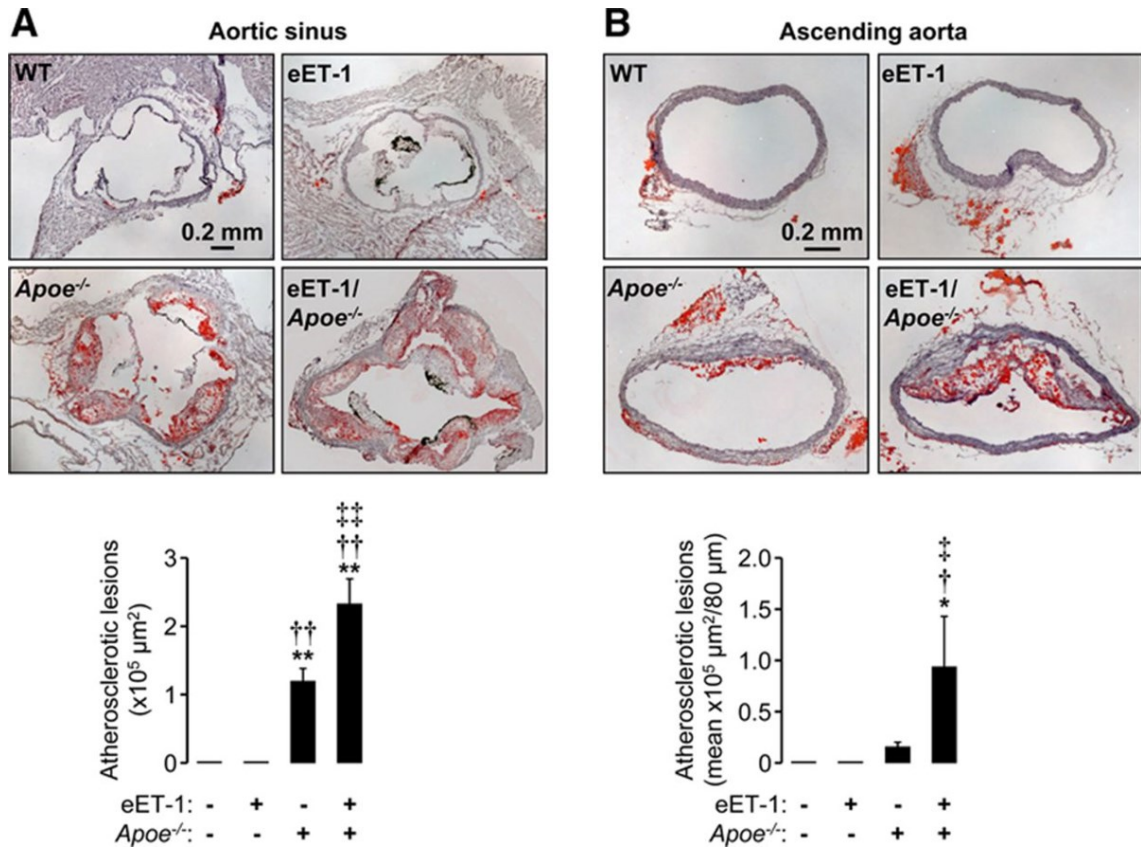 A
Aortic sinus
WT
eET-1
0.2 mm
Apoe-/-
eET-1/
Apoe-/-
Atherosclerotic lesions
(x10⁵ µm²)
3
2
1
0
‡‡
††
**
††
**
eET-1: - + - +
Apoe-/-: - - + +
B
Ascending aorta
WT
eET-1
0.2 mm
Apoe-/-
eET-1/
Apoe-/-
Atherosclerotic lesions
(mean x10⁵ µm²/80 µm)
2.0
1.5
1.0
0.5
0
‡
†
*
eET-1: - + - +
Apoe-/-: - - + +